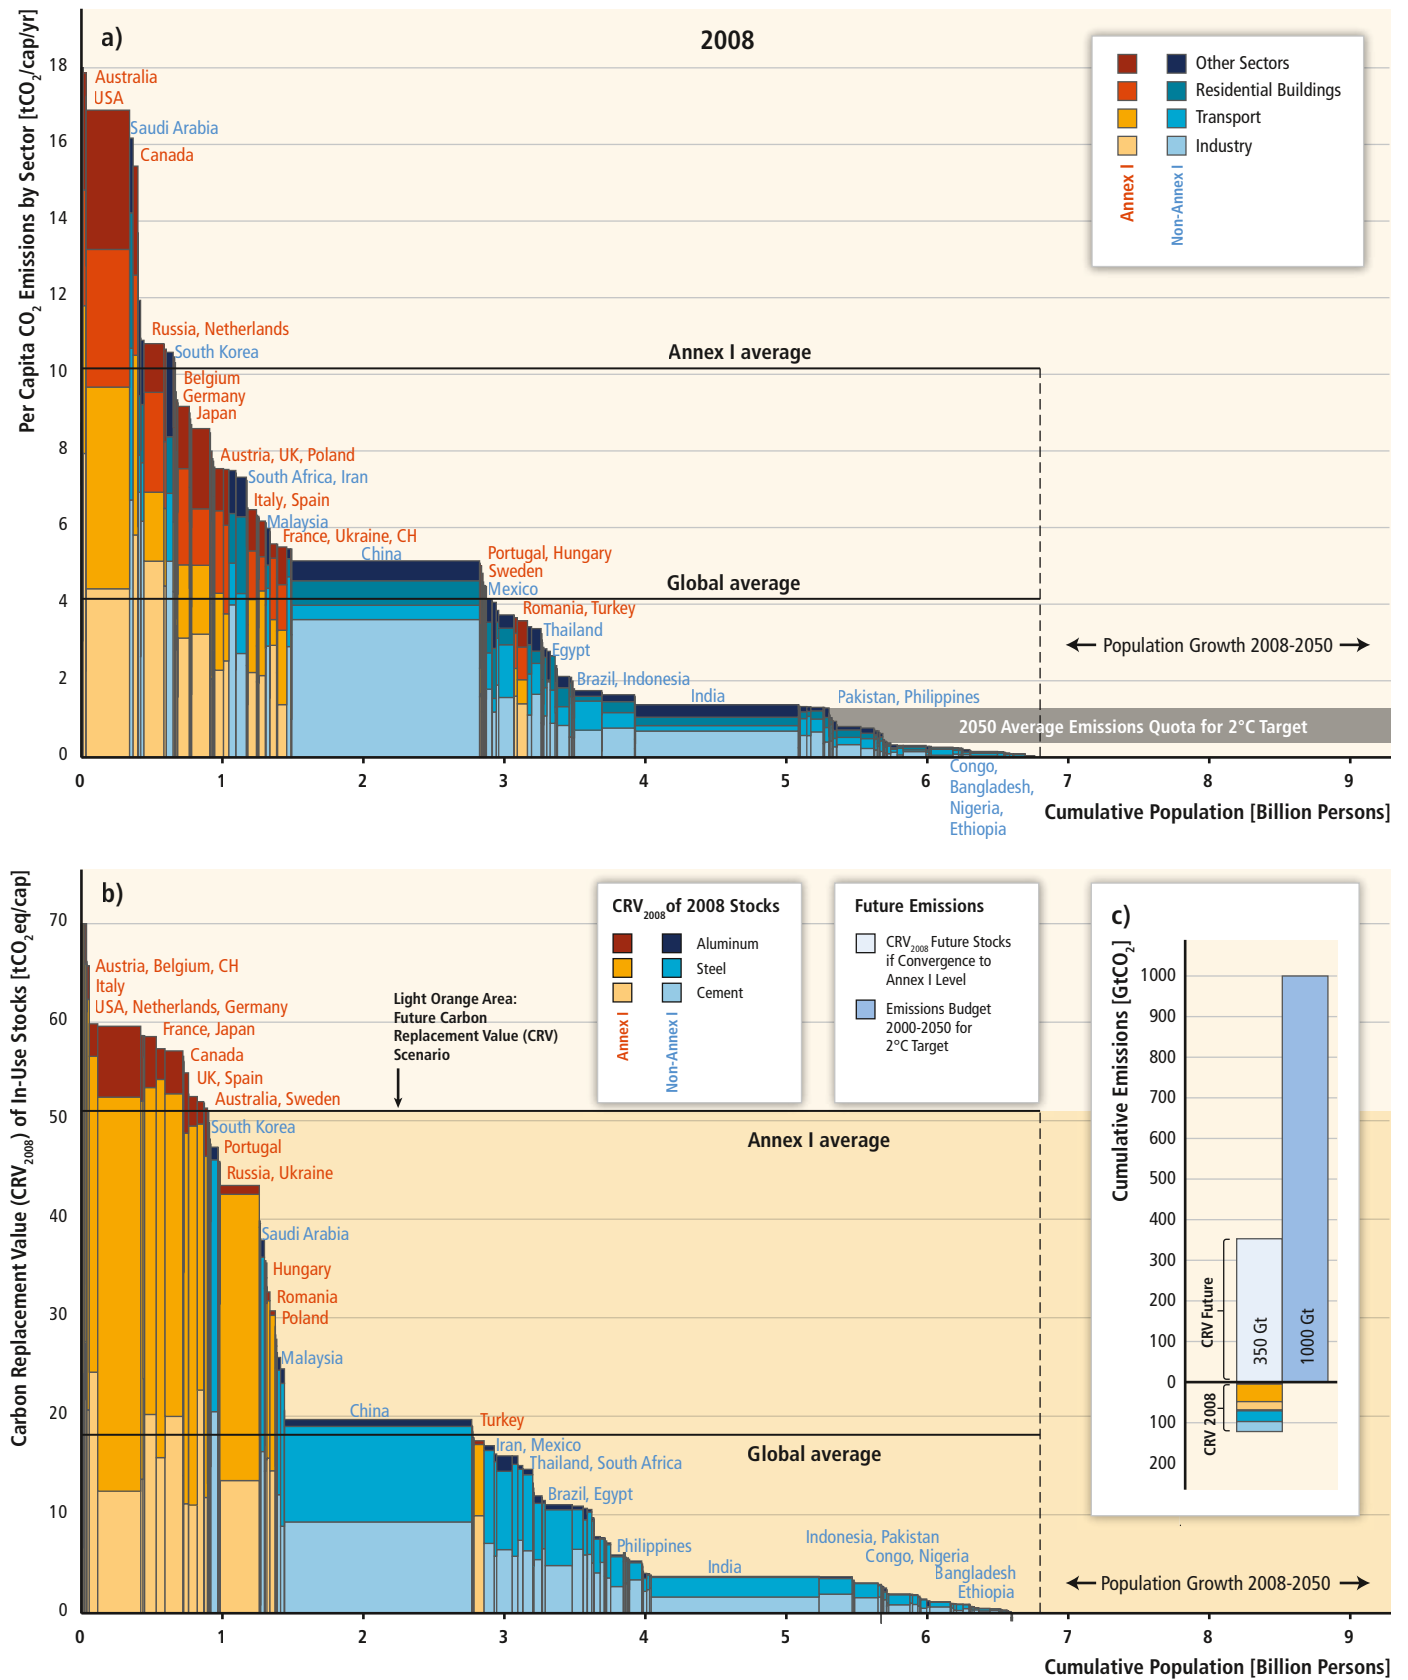 a)
2008
Per Capita CO2 Emissions by Sector [tCO2/cap/yr]
18
16
14
12
10
8
6
4
2
0
Australia
USA
Saudi Arabia
Canada
Russia, Netherlands
South Korea
Belgium
Germany
Japan
Austria, UK, Poland
South Africa, Iran
Italy, Spain
Malaysia
France, Ukraine, CH
China
Portugal, Hungary
Sweden
Mexico
Romania, Turkey
Thailand
Egypt
Brazil, Indonesia
India
Pakistan, Philippines
Congo,
Bangladesh,
Nigeria,
Ethiopia
Annex I average
Global average
Population Growth 2008-2050
2050 Average Emissions Quota for 2°C Target
Other Sectors
Residential Buildings
Transport
Industry
Annex I
Non-Annex I
0 1 2 3 4 5 6 7 8 9
Cumulative Population [Billion Persons]
b)
Carbon Replacement Value (CRV2008) of In-Use Stocks [tCO2eq/cap]
70
60
50
40
30
20
10
0
Austria, Belgium, CH
Italy
USA, Netherlands, Germany
France, Japan
Canada
UK, Spain
Australia, Sweden
South Korea
Portugal
Russia, Ukraine
Saudi Arabia
Hungary
Romania
Poland
Malaysia
China
Turkey
Iran, Mexico
Thailand, South Africa
Brazil, Egypt
Philippines
India
Indonesia, Pakistan
Congo, Nigeria
Bangladesh
Ethiopia
Light Orange Area:
Future Carbon
Replacement Value (CRV)
Scenario
Annex I average
Global average
Population Growth 2008-2050
CRV2008 of 2008 Stocks
Aluminum
Steel
Cement
Annex I
Non-Annex I
Future Emissions
CRV2008 Future Stocks
if Convergence to
Annex I Level
Emissions Budget
2000-2050 for
2°C Target
0 1 2 3 4 5 6 7 8 9
Cumulative Population [Billion Persons]
c)
Cumulative Emissions [GtCO2]
1000
900
800
700
600
500
400
300
200
100
0
100
200
CRV Future
CRV 2008
350 Gt
1000 Gt